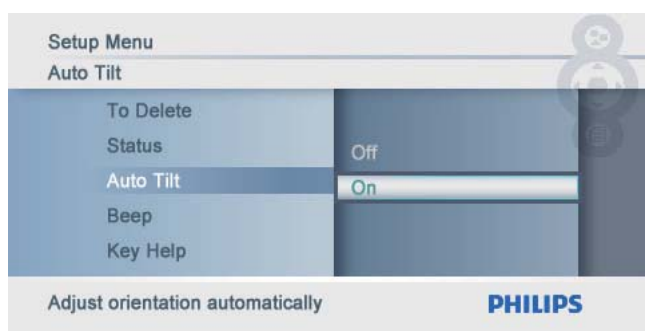 Setup Menu
Auto Tilt
To Delete
Status
Auto Tilt
Beep
Key Help
Off
On
Adjust orientation automatically
PHILIPS